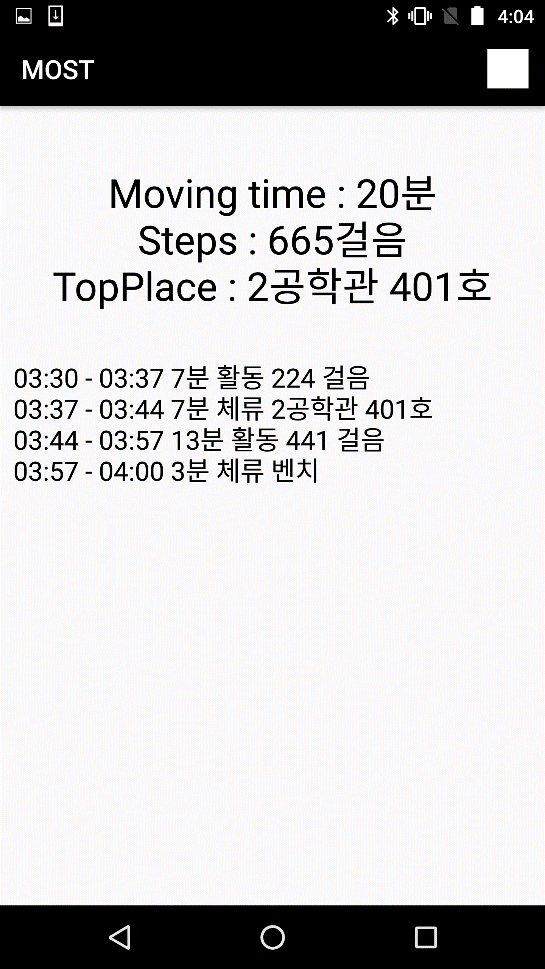 4:04
MOST
Moving time : 20분
Steps : 665걸음
TopPlace : 2공학관 401호
03:30 - 03:37 7분 활동 224 걸음
03:37 - 03:44 7분 체류 2공학관 401호
03:44 - 03:57 13분 활동 441 걸음
03:57 - 04:00 3분 체류 벤치